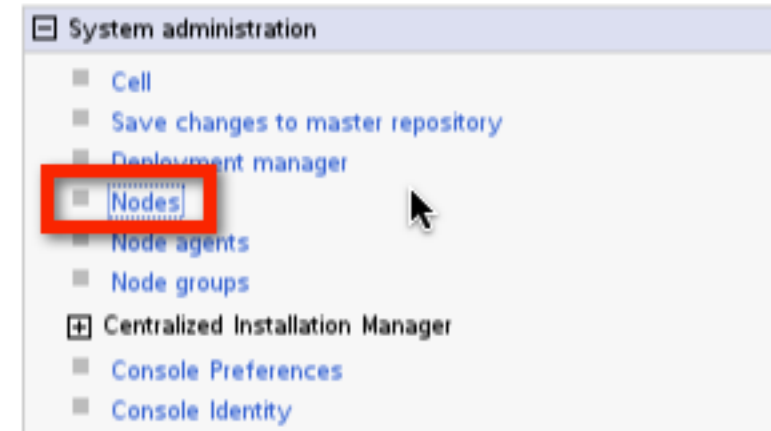 System administration
Cell
Save changes to master repository
Deployment manager
Nodes
Node agents
Node groups
Centralized Installation Manager
Console Preferences
Console Identity